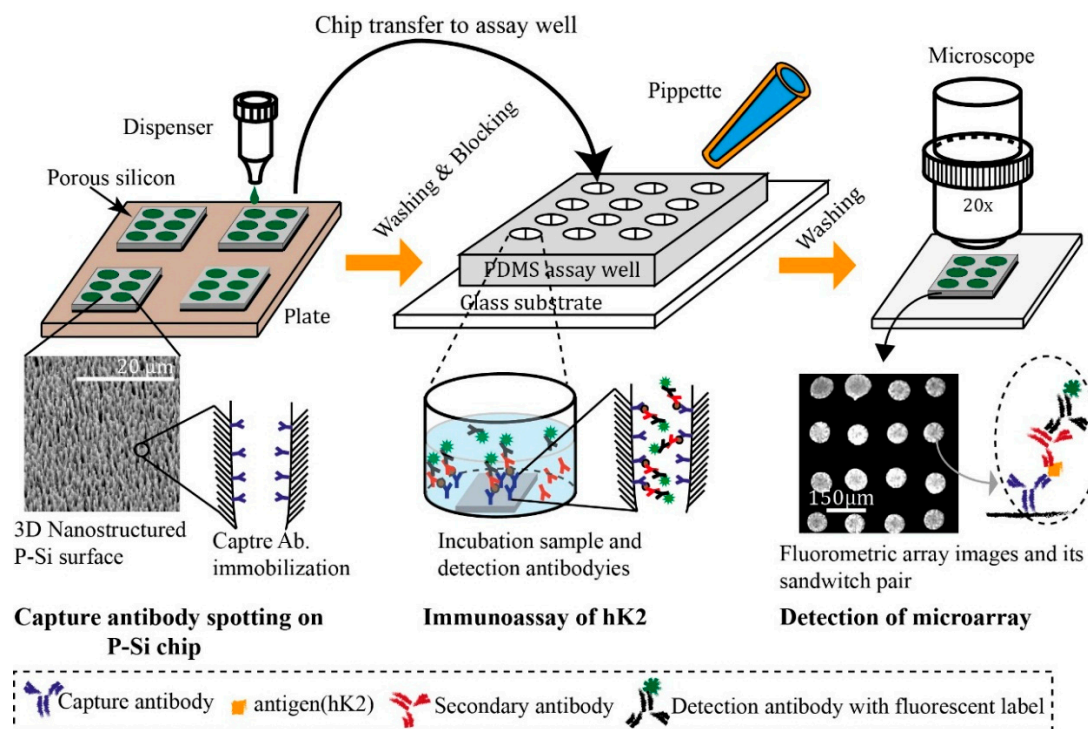 Chip transfer to assay well
Microscope
Dispenser
Pippette
Porous silicon
Washing & Blocking
Washing
20x
PDMS assay well
Glass substrate
Plate
20 µm
150µm
3D Nanostructured
P-Si surface
Captre Ab.
immobilization
Incubation sample and
detection antibodyies
Fluorometric array images and its
sandwitch pair
Capture antibody spotting on
P-Si chip
Immunoassay of hK2
Detection of microarray
Capture antibody
antigen(hK2)
Secondary antibody
Detection antibody with fluorescent label